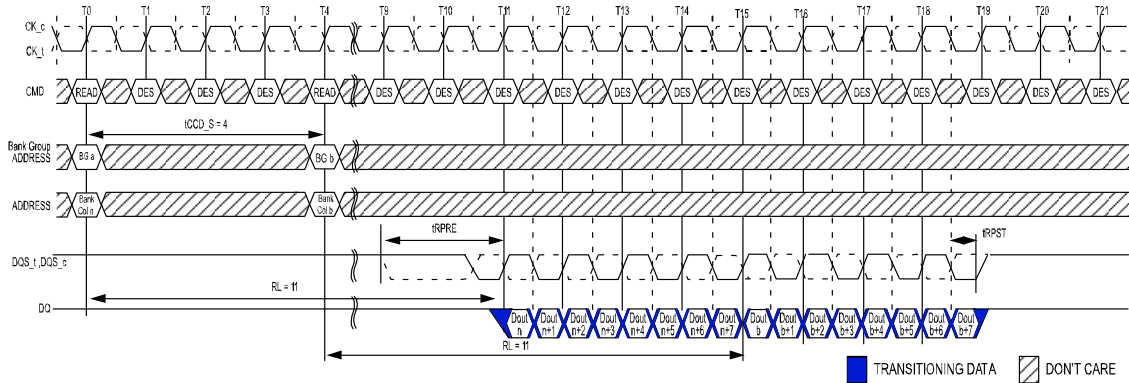 T0 T1 T2 T3 T4 T9 T10 T11 T12 T13 T14 T15 T16 T17 T18 T19 T20 T21
CK_c
CK_t
CMD READ DES DES DES READ DES DES DES DES DES DES DES DES DES DES DES DES DES
tCCD_S = 4
Bank Group
ADDRESS BG a BG b
ADDRESS Bank Col n Bank Col b
tRPRE tRPST
DQS_t ,DQS_c
RL = 11
DQ
Dout n Dout n+1 Dout n+2 Dout n+3 Dout n+4 Dout n+5 Dout n+6 Dout n+7 Dout b Dout b+1 Dout b+2 Dout b+3 Dout b+4 Dout b+5 Dout b+6 Dout b+7
RL = 11
TRANSITIONING DATA DON'T CARE